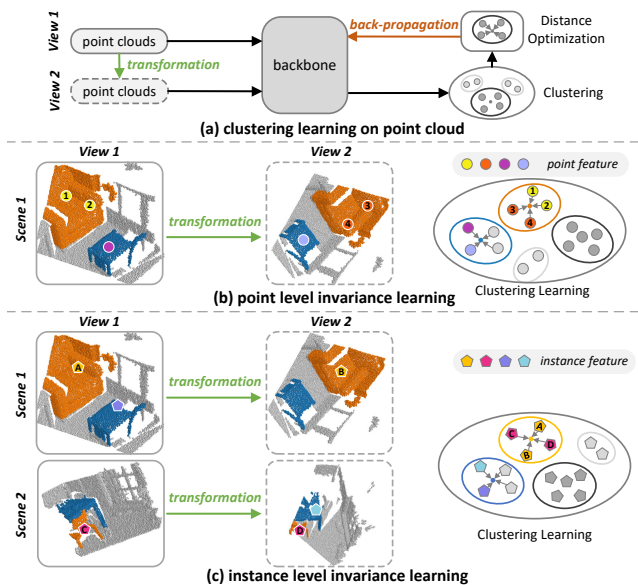 View 1
point clouds
transformation
View 2
point clouds
backbone
back-propagation
Distance
Optimization
Clustering
(a) clustering learning on point cloud
View 1
View 2
Scene 1
1
2
transformation
3
4
point feature
1
3
2
4
Clustering Learning
(b) point level invariance learning
View 1
View 2
Scene 1
A
transformation
B
instance feature
Scene 2
C
transformation
D
A
C
D
B
Clustering Learning
(c) instance level invariance learning